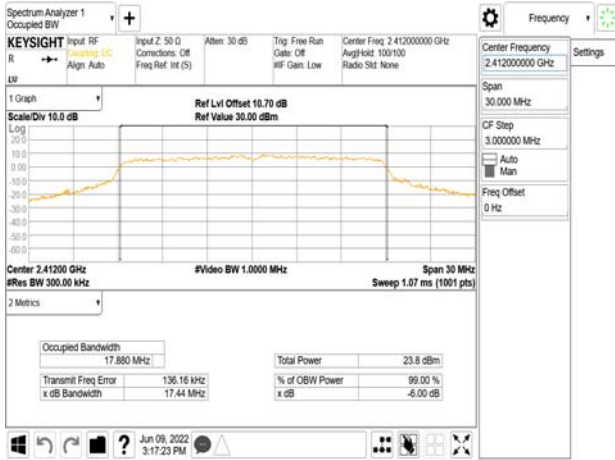 Spectrum Analyzer 1
Occupied BW
+
Frequency
KEYSIGHT
R
Input: RF
Coupling: DC
Align: Auto
Input Z: 50 Ω
Corrections: Off
Freq Ref: Int (S)
Atten: 30 dB
Trig: Free Run
Gate: Off
#IF Gain: Low
Center Freq: 2.412000000 GHz
Avg|Hold: 100/100
Radio Std: None
Center Frequency
2.412000000 GHz
Settings
Span
30.000 MHz
CF Step
3.000000 MHz
Auto
Man
Freq Offset
0 Hz
1 Graph
Scale/Div 10.0 dB
Ref Lvl Offset 10.70 dB
Ref Value 30.00 dBm
Log
20.0
10.0
0.00
-10.0
-20.0
-30.0
-40.0
-50.0
-60.0
Center 2.41200 GHz
#Res BW 300.00 kHz
#Video BW 1.0000 MHz
Span 30 MHz
Sweep 1.07 ms (1001 pts)
2 Metrics
Occupied Bandwidth
17.880 MHz
Total Power 23.8 dBm
Transmit Freq Error 136.16 kHz
% of OBW Power 99.00 %
x dB Bandwidth 17.44 MHz
x dB -6.00 dB
?
Jun 09, 2022
3:17:23 PM